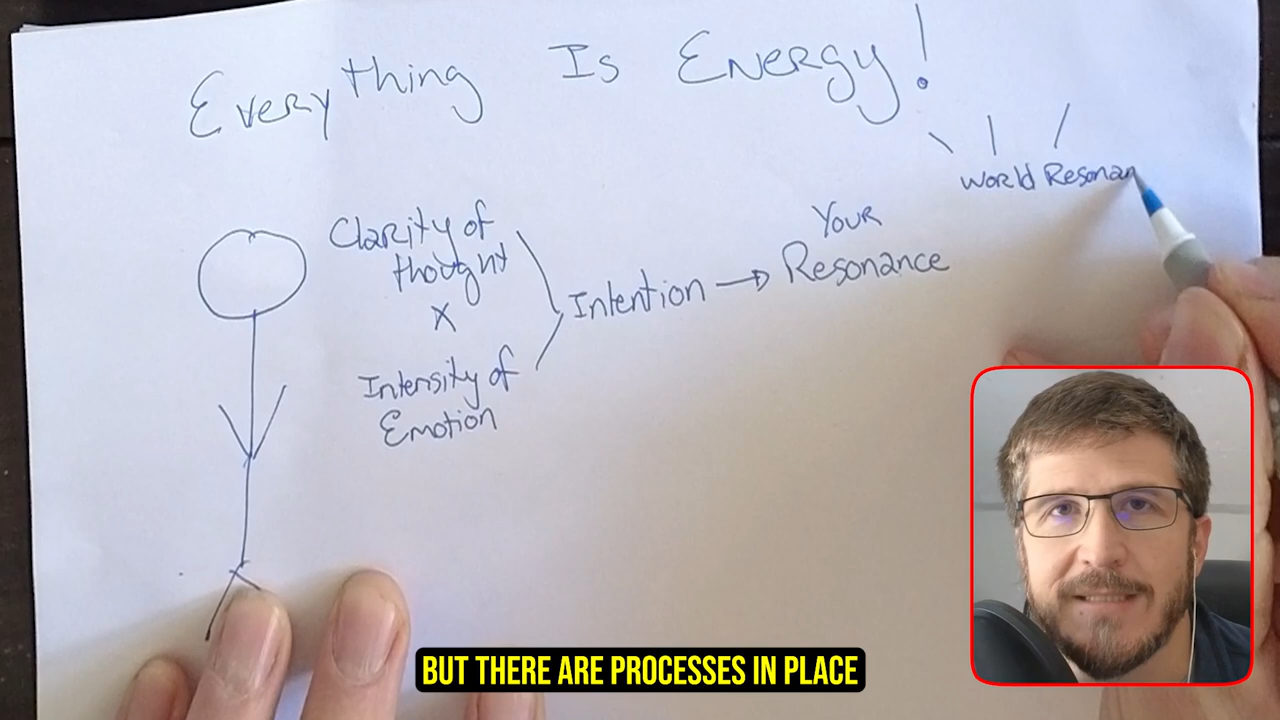 Everything Is Energy!
World Resonan
Your
Clarity of
thought
x
Intensity of
Emotion
Intention → Resonance
BUT THERE ARE PROCESSES IN PLACE